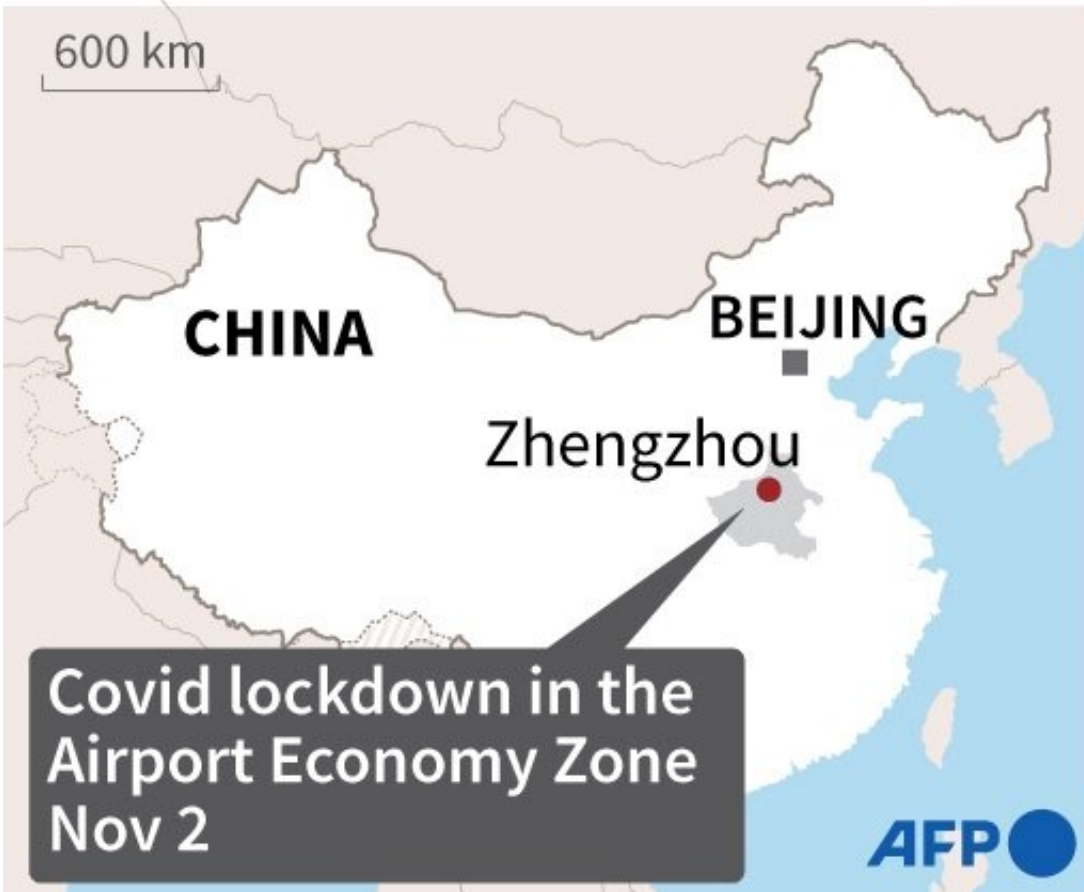 600 km
CHINA
BEIJING
Zhengzhou
Covid lockdown in the
Airport Economy Zone
Nov 2
AFP